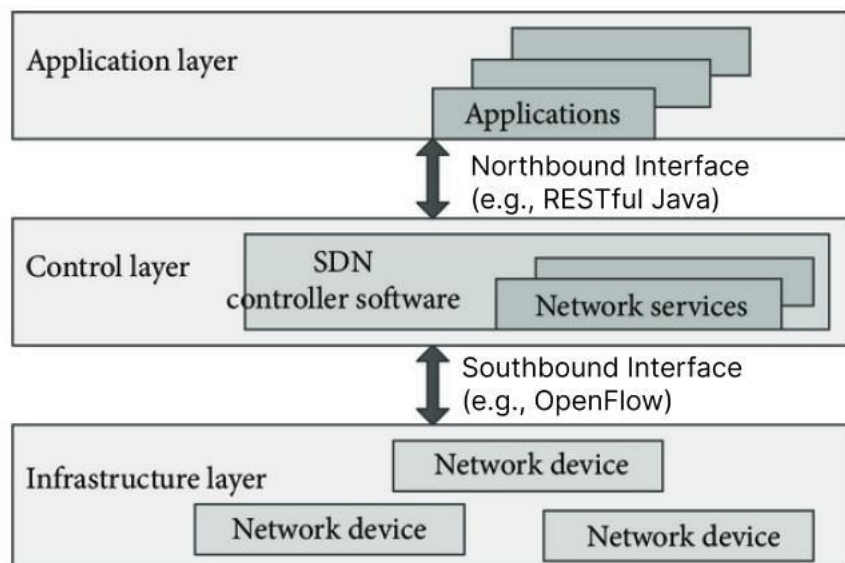 Application layer
Applications
Northbound Interface
(e.g., RESTful Java)
Control layer
SDN
controller software
Network services
Southbound Interface
(e.g., OpenFlow)
Infrastructure layer
Network device
Network device
Network device